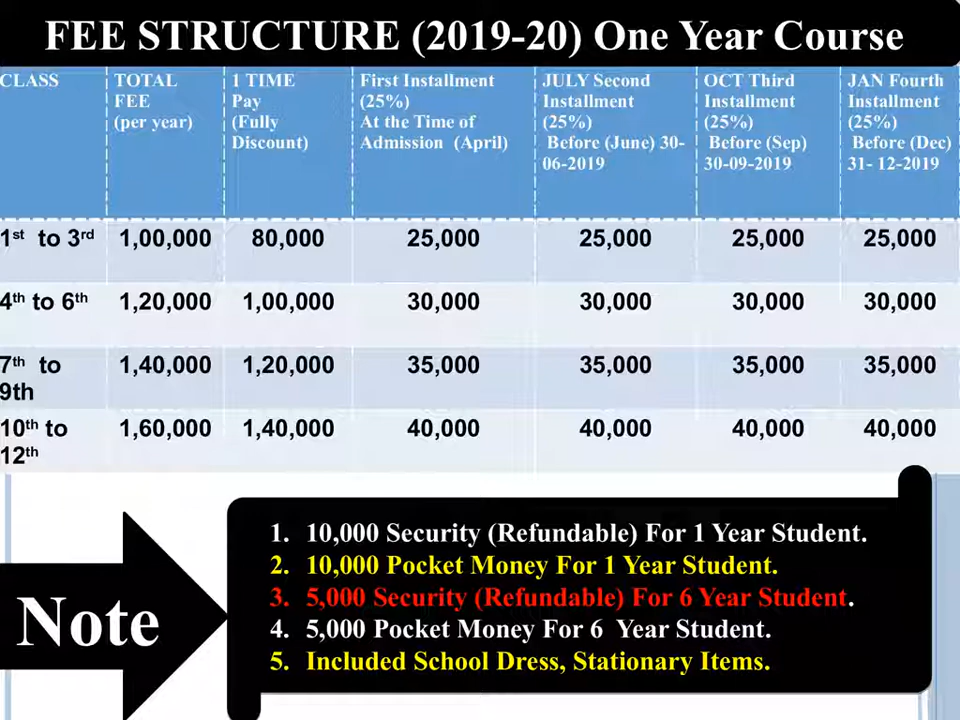 FEE STRUCTURE (2019-20) One Year Course
CLASS
TOTAL
FEE
(per year)
1 TIME
Pay
(Fully
Discount)
First Installment
(25%)
At the Time of
Admission (April)
JULY Second
Installment
(25%)
Before (June) 30-
06-2019
OCT Third
Installment
(25%)
Before (Sep)
30-09-2019
JAN Fourth
Installment
(25%)
Before (Dec)
31- 12-2019
1st to 3rd 1,00,000 80,000 25,000 25,000 25,000 25,000
4th to 6th 1,20,000 1,00,000 30,000 30,000 30,000 30,000
7th to
9th
1,40,000 1,20,000 35,000 35,000 35,000 35,000
10th to
12th
1,60,000 1,40,000 40,000 40,000 40,000 40,000
Note
1. 10,000 Security (Refundable) For 1 Year Student.
2. 10,000 Pocket Money For 1 Year Student.
3. 5,000 Security (Refundable) For 6 Year Student.
4. 5,000 Pocket Money For 6 Year Student.
5. Included School Dress, Stationary Items.